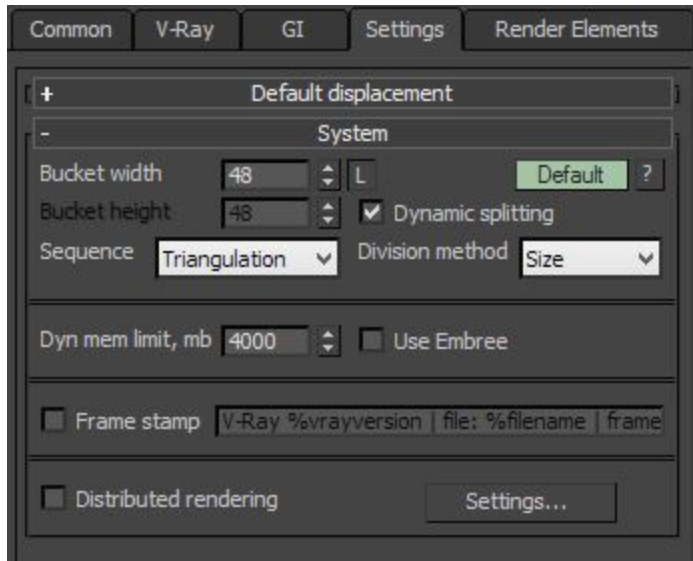 Common V-Ray GI Settings Render Elements
+ Default displacement
- System
Bucket width 48 L Default ?
Bucket height 48 Dynamic splitting
Sequence Triangulation Division method Size
Dyn mem limit, mb 4000 Use Embree
Frame stamp V-Ray %vrayversion | file: %filename | frame
Distributed rendering Settings...